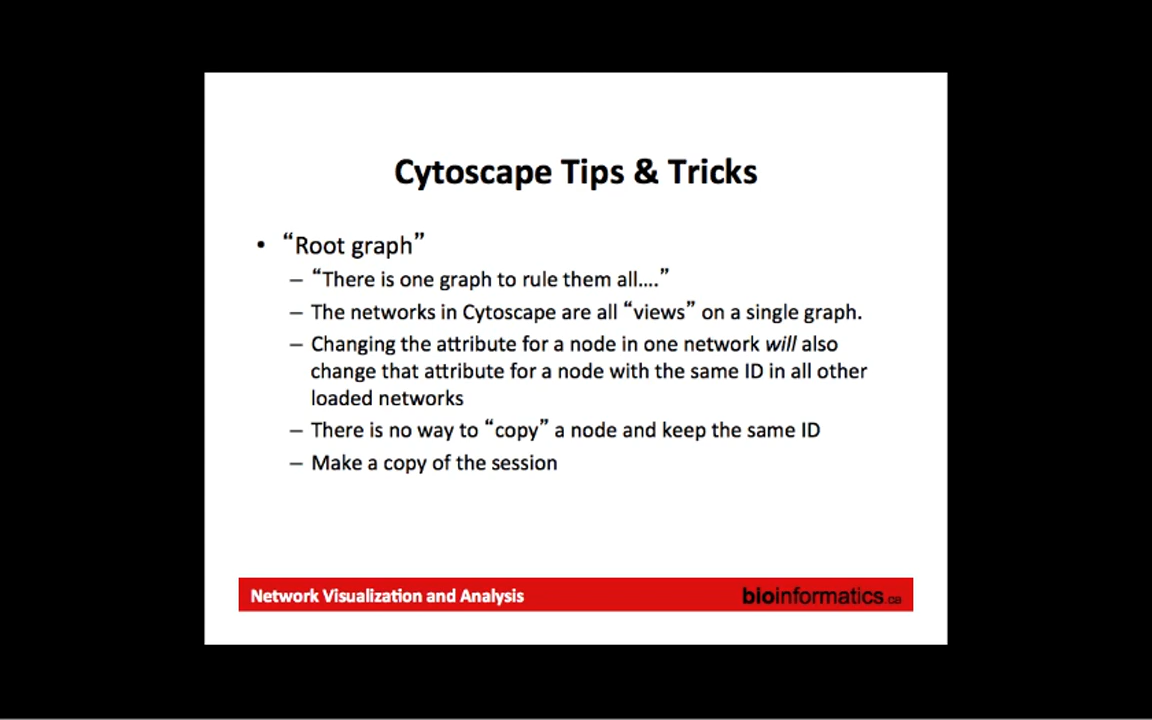 Cytoscape Tips & Tricks
• “Root graph”
– “There is one graph to rule them all....”
– The networks in Cytoscape are all “views” on a single graph.
– Changing the attribute for a node in one network will also
change that attribute for a node with the same ID in all other
loaded networks
– There is no way to “copy” a node and keep the same ID
– Make a copy of the session
Network Visualization and Analysis
bioinformatics.ca